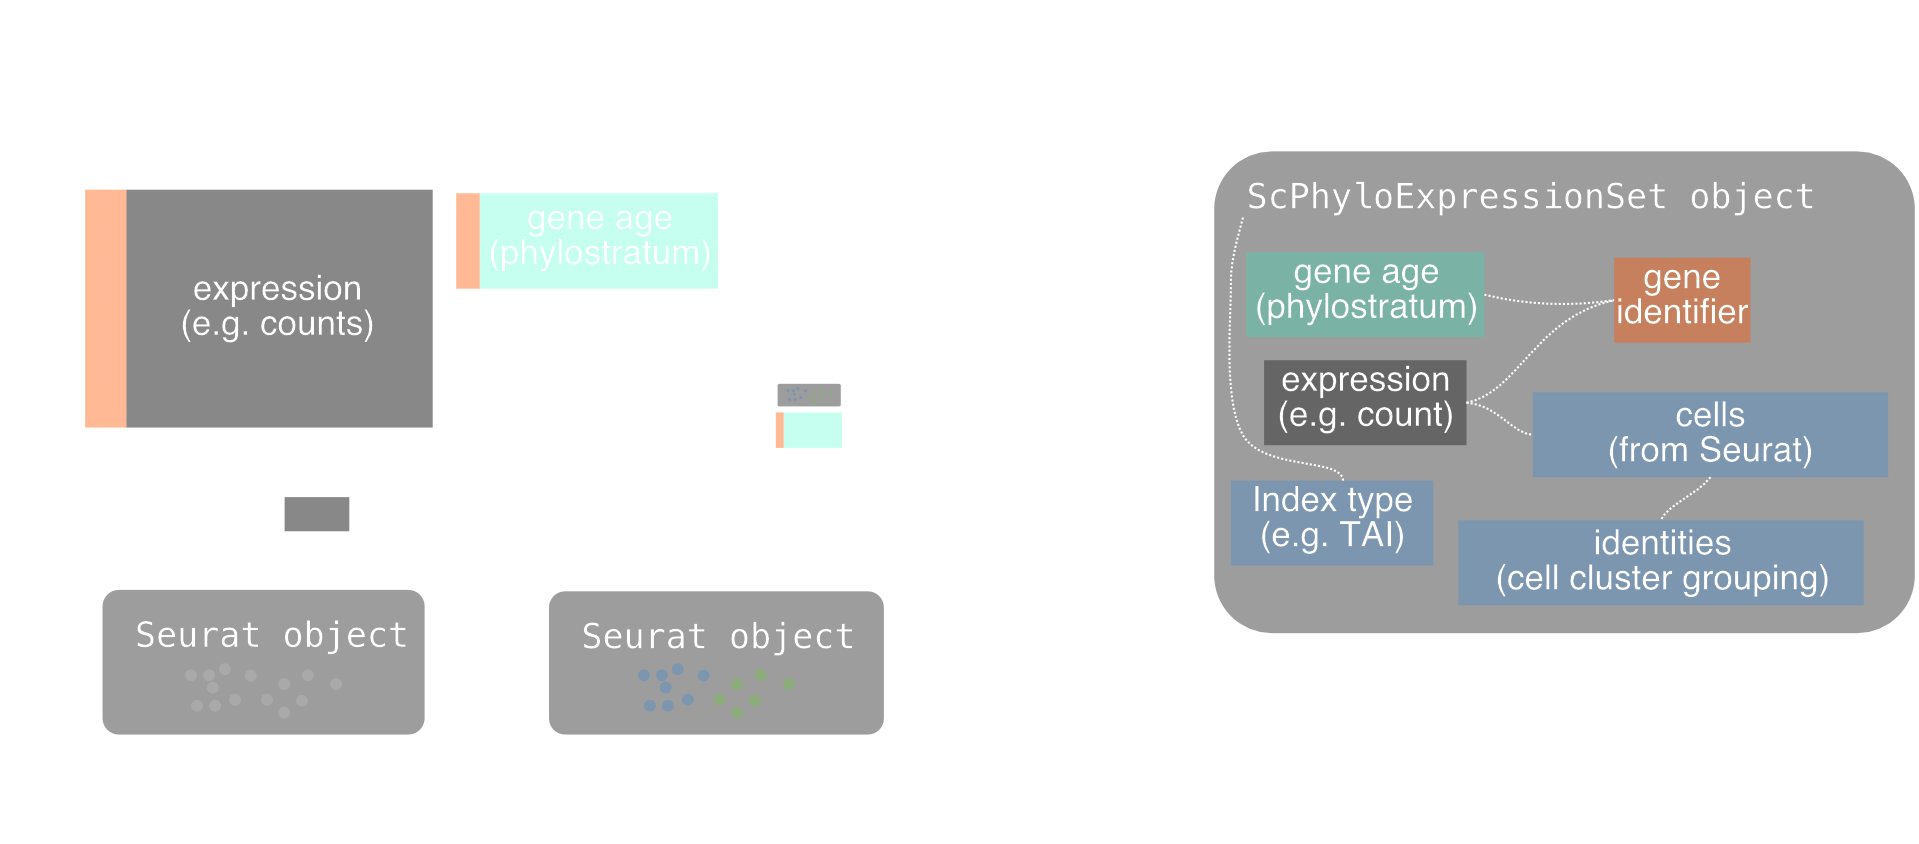 expression
(e.g. counts)
gene age
(phylostratum)
Seurat object
Seurat object
ScPhyloExpressionSet object
gene age
(phylostratum)
gene
identifier
expression
(e.g. count)
cells
(from Seurat)
Index type
(e.g. TAI)
identities
(cell cluster grouping)